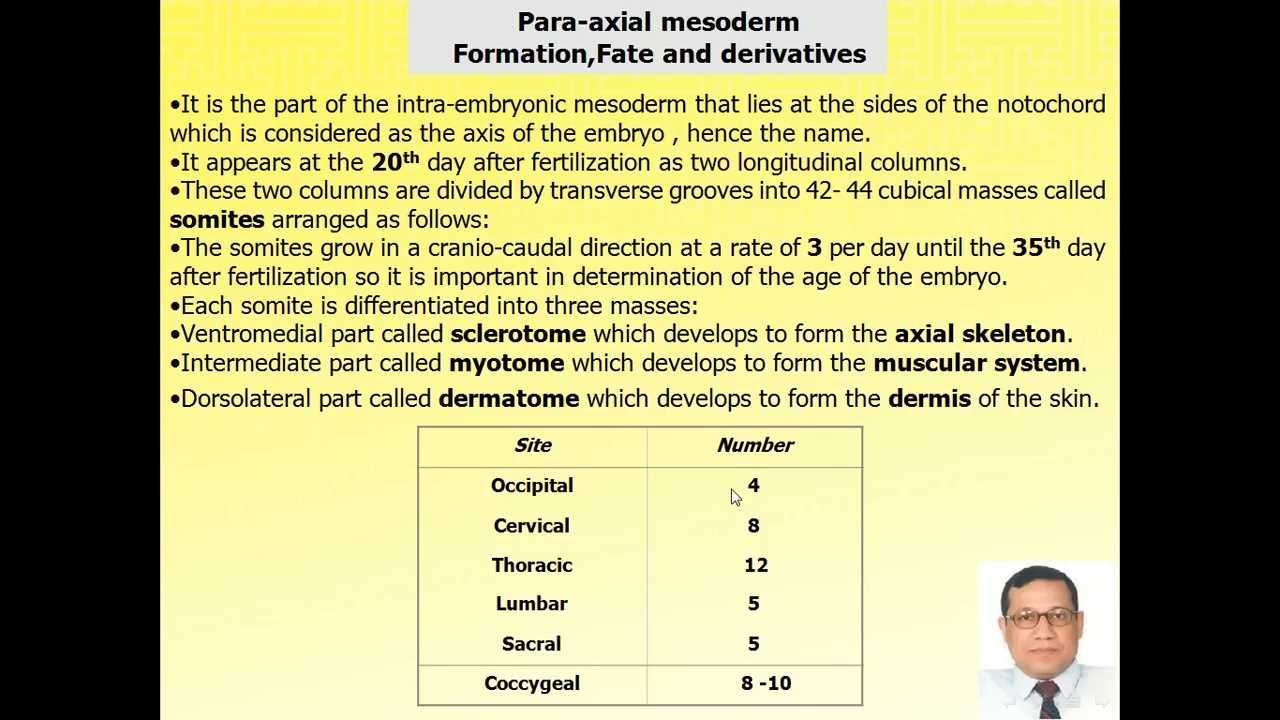 Para-axial mesoderm
Formation,Fate and derivatives
•It is the part of the intra-embryonic mesoderm that lies at the sides of the notochord
which is considered as the axis of the embryo , hence the name.
•It appears at the 20th day after fertilization as two longitudinal columns.
•These two columns are divided by transverse grooves into 42- 44 cubical masses called
somites arranged as follows:
•The somites grow in a cranio-caudal direction at a rate of 3 per day until the 35th day
after fertilization so it is important in determination of the age of the embryo.
•Each somite is differentiated into three masses:
•Ventromedial part called sclerotome which develops to form the axial skeleton.
•Intermediate part called myotome which develops to form the muscular system.
•Dorsolateral part called dermatome which develops to form the dermis of the skin.
Site Number
Occipital 4
Cervical 8
Thoracic 12
Lumbar 5
Sacral 5
Coccygeal 8 -10